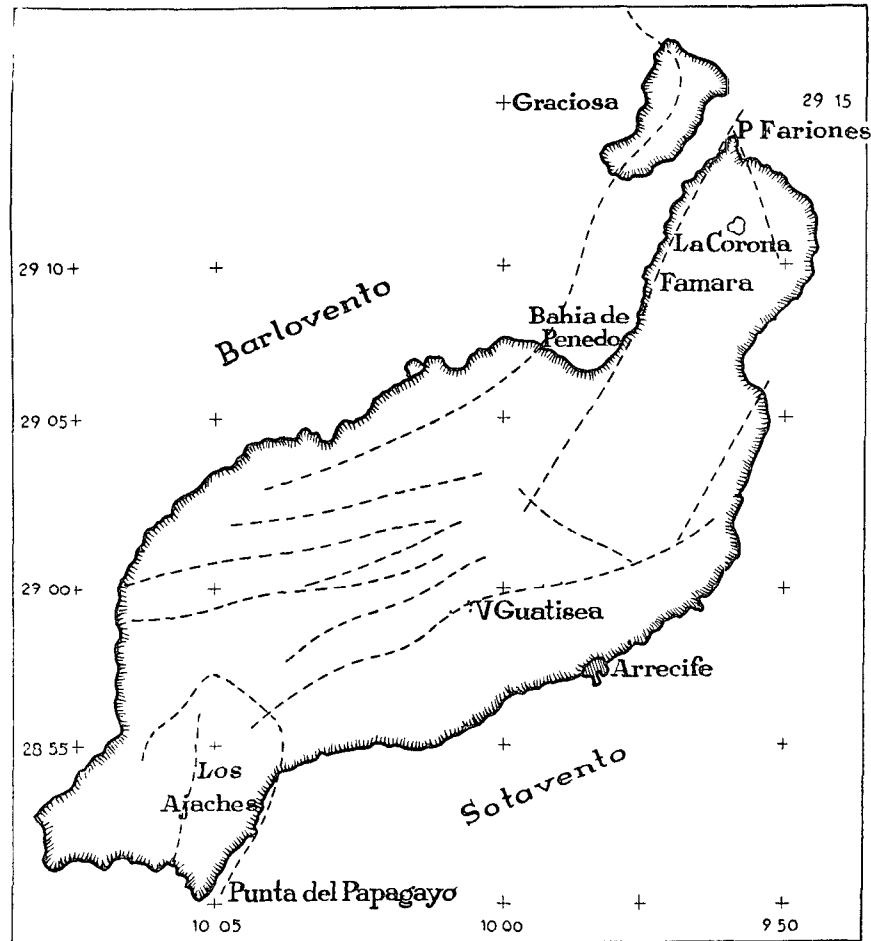 Graciosa
29 15
P Fariones
La Corona
29 10
Famara
Barlovento
Bahia de
Penedo
29 05
29 00
V Guatisea
Arrecife
28 55
Los
Ajaches
Sotavento
Punta del Papagayo
10 05
10 00
9 50